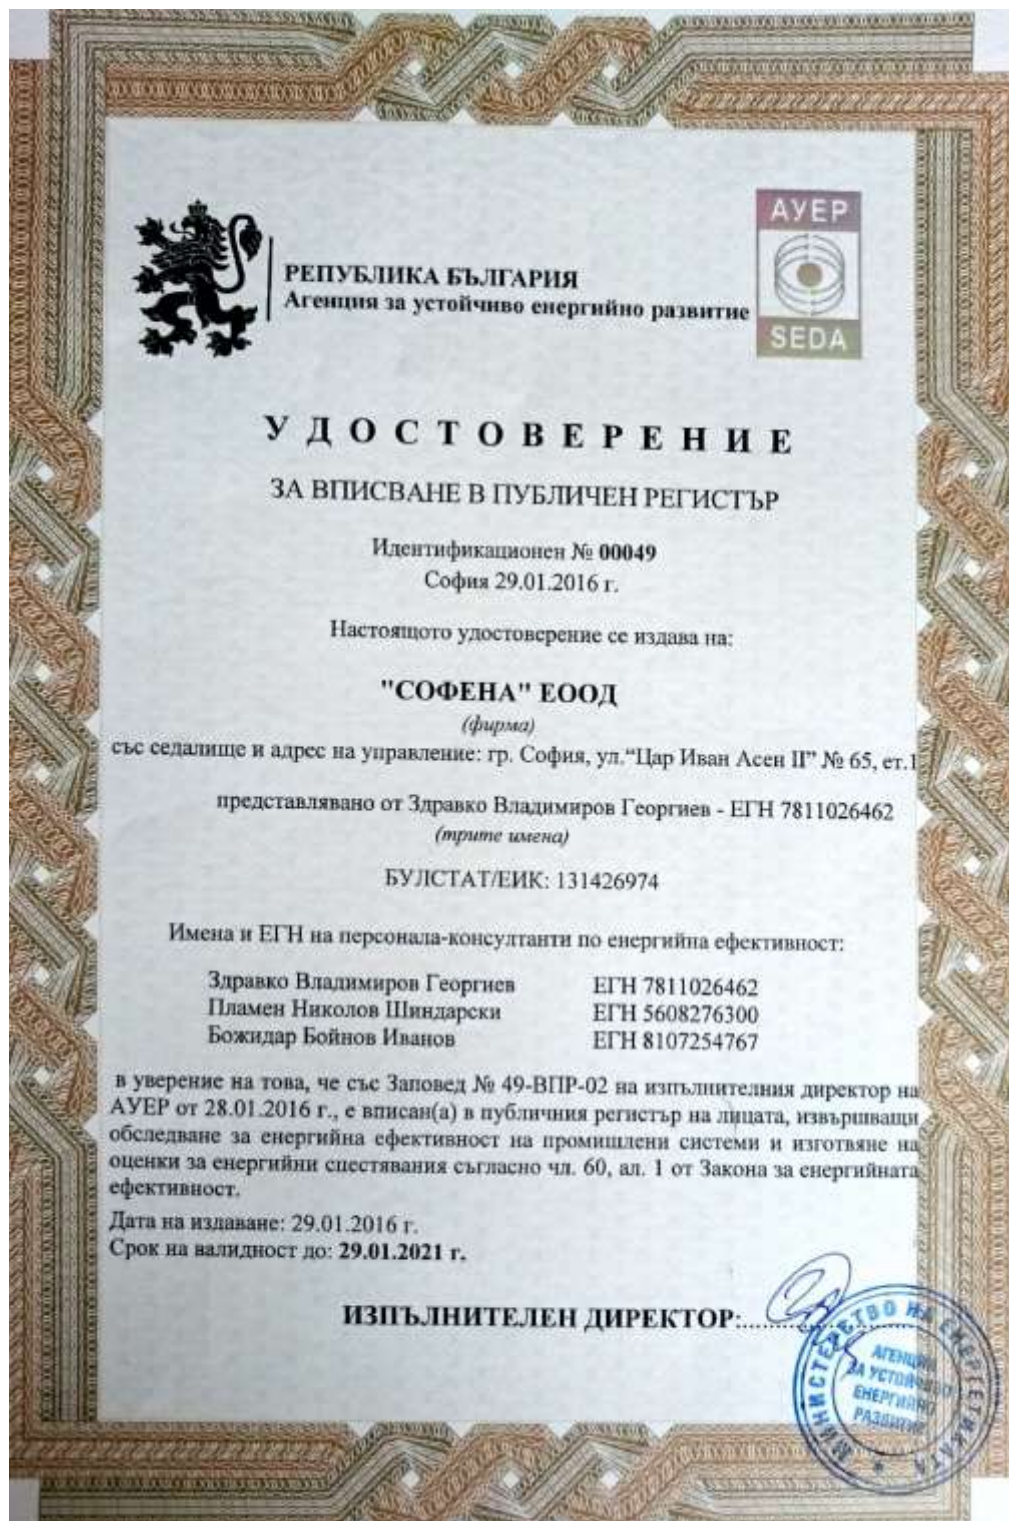 АУЕР
РЕПУБЛИКА БЪЛГАРИЯ
Агенция за устойчиво енергийно развитие
SEDA
УДОСТОВЕРЕНИЕ
ЗА ВПИСВАНЕ В ПУБЛИЧЕН РЕГИСТЪР
Идентификационен № 00049
София 29.01.2016 г.
Настоящото удостоверение се издава на:
"СОФЕНА" ЕООД
(фирма)
със седалище и адрес на управление: гр. София, ул.“Цар Иван Асен II” № 65, ет.1
представлявано от Здравко Владимиров Георгиев - ЕГН 7811026462
(трите имена)
БУЛСТАТ/ЕИК: 131426974
Имена и ЕГН на персонала-консултанти по енергийна ефективност:
Здравко Владимиров Георгиев ЕГН 7811026462
Пламен Николов Шиндарски ЕГН 5608276300
Божидар Бойнов Иванов ЕГН 8107254767
в уверение на това, че със Заповед № 49-ВПР-02 на изпълнителния директор на
АУЕР от 28.01.2016 г., е вписан(а) в публичния регистър на лицата, извършващи
обследване за енергийна ефективност на промишлени системи и изготвяне на
оценки за енергийни спестявания съгласно чл. 60, ал. 1 от Закона за енергийната
ефективност.
Дата на издаване: 29.01.2016 г.
Срок на валидност до: 29.01.2021 г.
ИЗПЪЛНИТЕЛЕН ДИРЕКТОР:..................
МИНИСТЕРСТВО НА ЕНЕРГЕТИКАТА
АГЕНЦИЯ
ЗА УСТОЙЧИВО
ЕНЕРГИЙНО
РАЗВИТИЕ